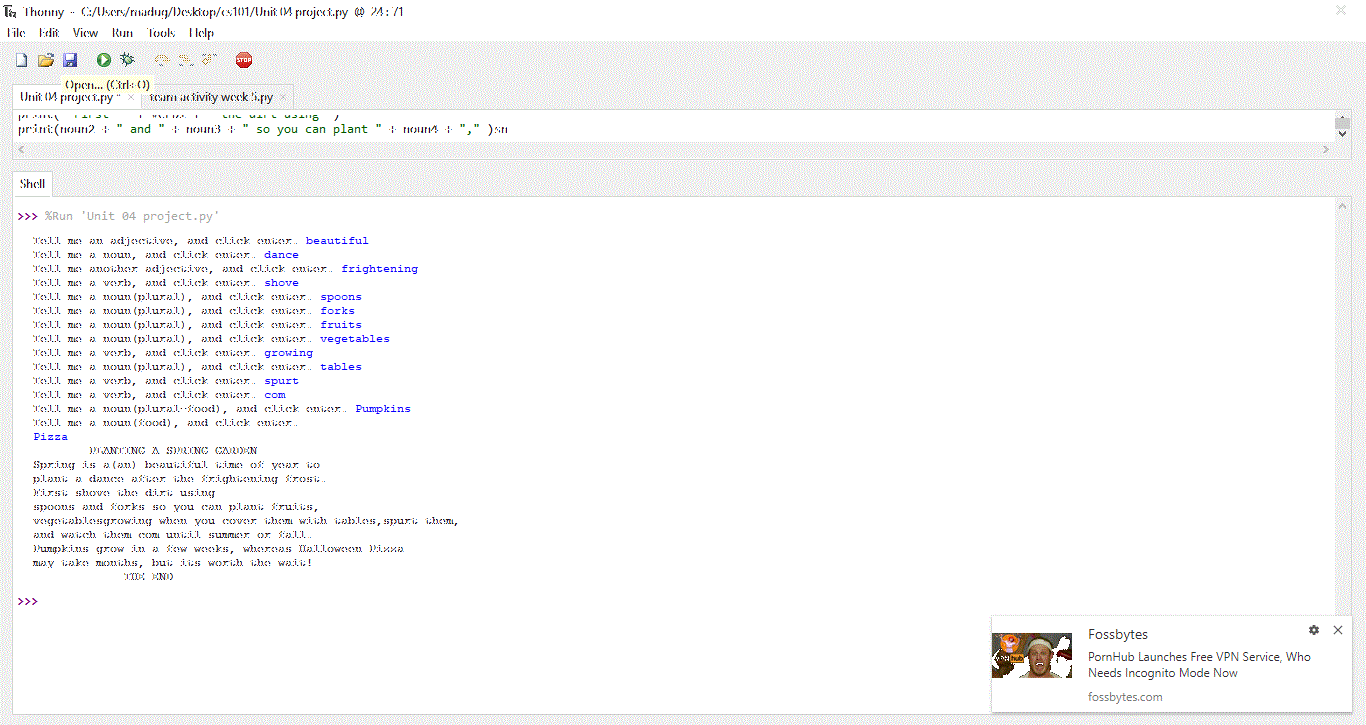 Thonny - C:/Users/madug/Desktop/cs101/Unit 04 project.py @ 24 : 71
File Edit View Run Tools Help
STOP
Open... (Ctrl+O)
Unit 04 project.py * × team activity week 5.py ×
print( "First " + + " the dirt using " )
print(noun2 + " and " + noun3 + " so you can plant " + noun4 + "," )sn
Shell
>>> %Run 'Unit 04 project.py'
Tell me an adjective, and click enter. beautiful
Tell me a noun, and click enter. dance
Tell me another adjective, and click enter. frightening
Tell me a verb, and click enter. shove
Tell me a noun(plural), and click enter. spoons
Tell me a noun(plural), and click enter. forks
Tell me a noun(plural), and click enter. fruits
Tell me a noun(plural), and click enter. vegetables
Tell me a verb, and click enter. growing
Tell me a noun(plural), and click enter. tables
Tell me a verb, and click enter. spurt
Tell me a verb, and click enter. com
Tell me a noun(plural-food), and click enter. Pumpkins
Tell me a noun(food), and click enter.
Pizza
PLANTING A SPRING GARDEN
Spring is a(an) beautiful time of year to
plant a dance after the frightening frost.
First shove the dirt using
spoons and forks so you can plant fruits,
vegetablesgrowing when you cover them with tables,spurt them,
and watch them com until summer or fall.
Pumpkins grow in a few weeks, whereas Halloween Pizza
may take months, but its worth the wait!
THE END
>>>
Fossbytes
PornHub Launches Free VPN Service, Who
Needs Incognito Mode Now
fossbytes.com